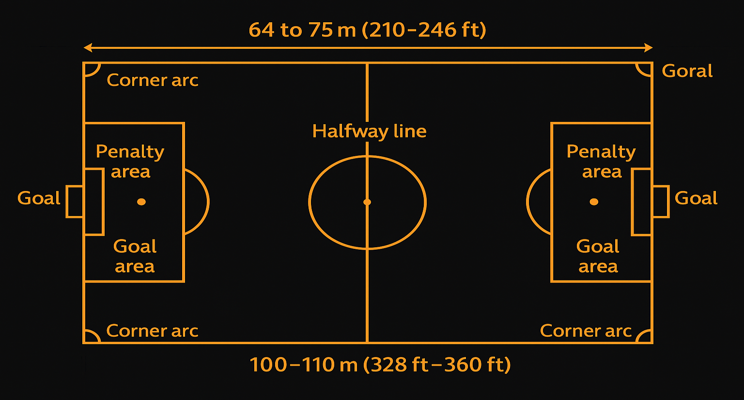 64 to 75 m (210–246 ft)
Corner arc
Goral
Halfway line
Penalty
area
Penalty
area
Goal
Goal
Goal
area
Goal
area
Corner arc
Corner arc
100–110 m (328 ft–360 ft)